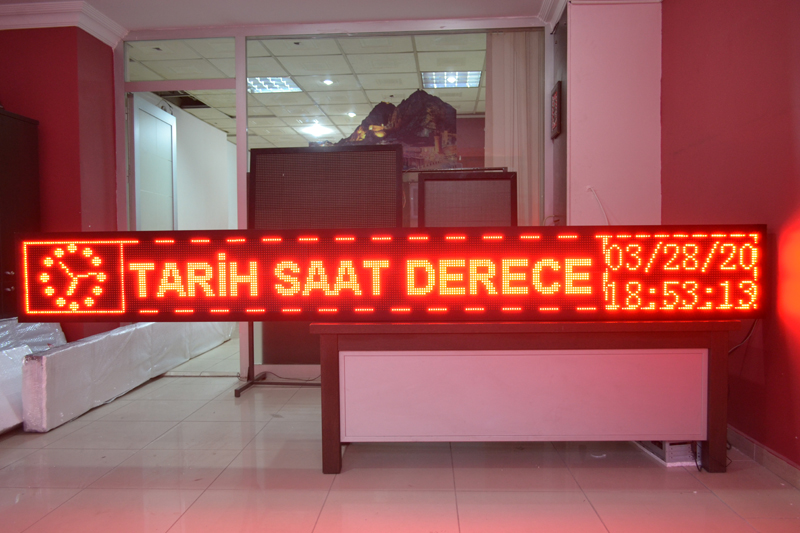 TARİH SAAT DERECE
03/28/20
18:53:13